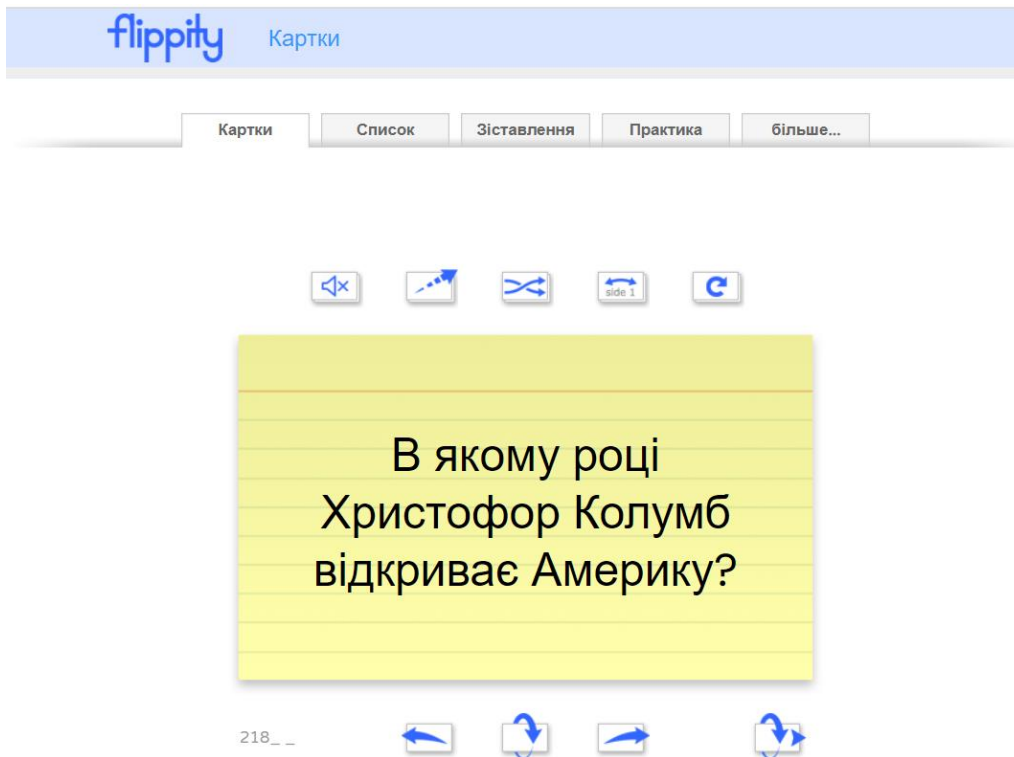 flippity Картки
Картки Список Зіставлення Практика більше...
side 1
В якому році
Христофор Колумб
відкриває Америку?
218_ _